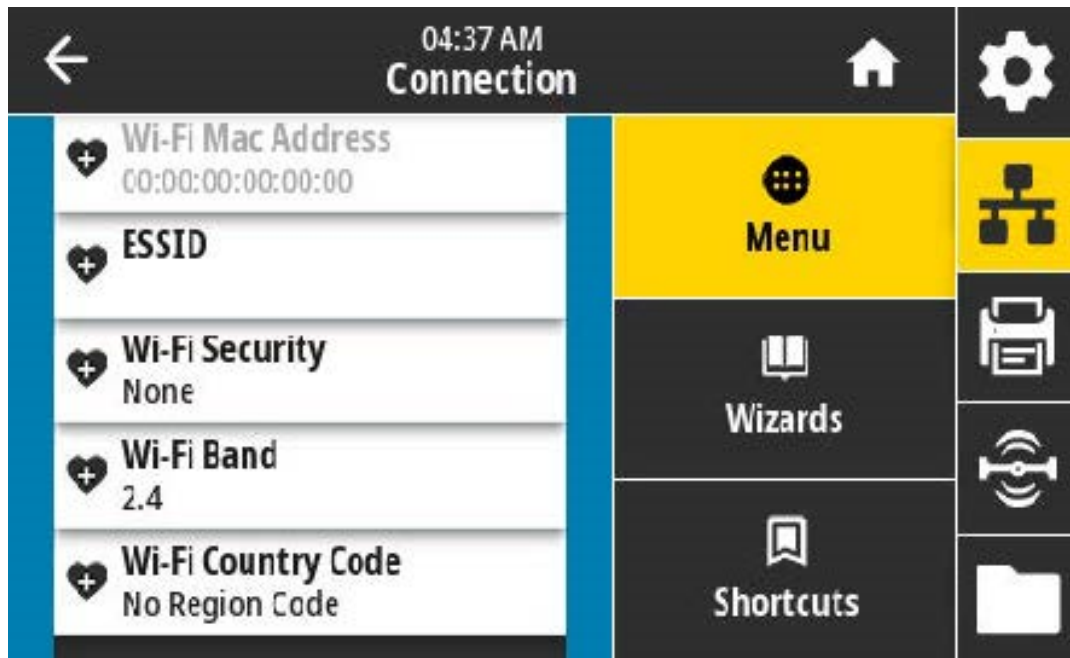 04:37 AM
Connection
Wi-Fi Mac Address
00:00:00:00:00:00
ESSID
Wi-Fi Security
None
Wi-Fi Band
2.4
Wi-Fi Country Code
No Region Code
Menu
Wizards
Shortcuts